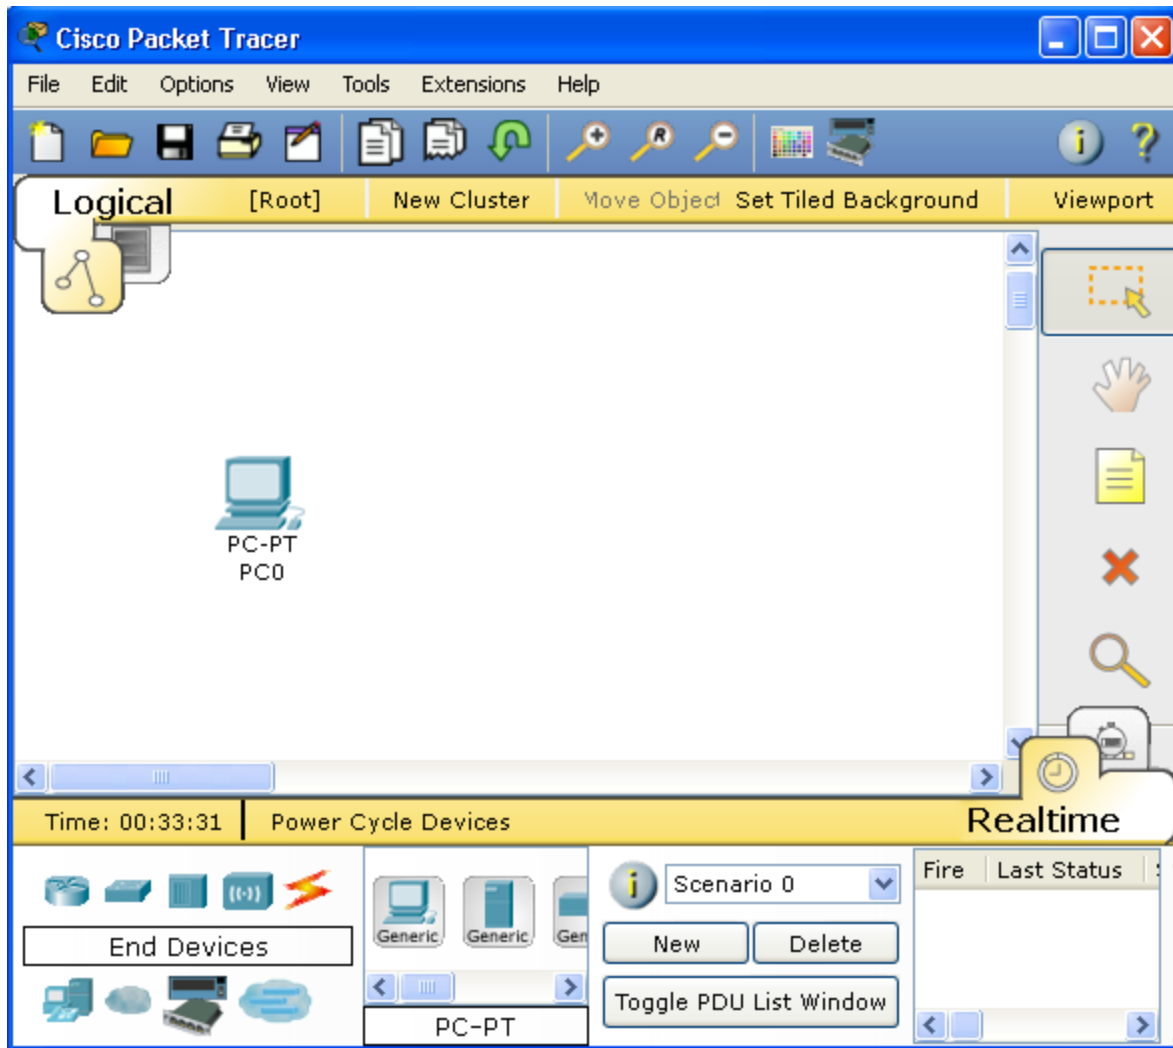 Cisco Packet Tracer
File Edit Options View Tools Extensions Help
Logical [Root] New Cluster Move Object Set Tiled Background Viewport
PC-PT
PC0
Time: 00:33:31 Power Cycle Devices Realtime
Fire Last Status
Scenario 0
Generic Generic Gen
End Devices
New Delete
Toggle PDU List Window
PC-PT